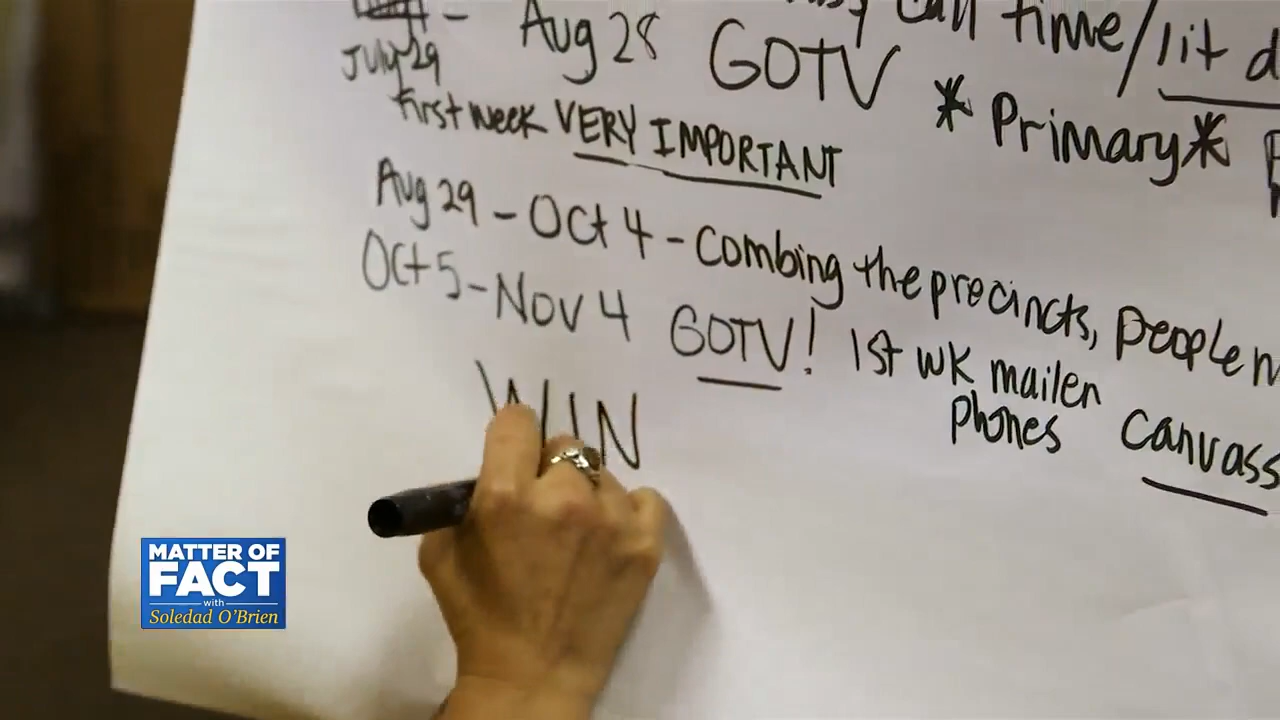 call time/lit
July 29 - Aug 28 GOTV
First week VERY IMPORTANT
*Primary*
Aug 29 - Oct 4 - Combing the precincts, people
Oct 5 - Nov 4 GOTV! 1st wk mailer
phones canvass
WIN
MATTER OF
FACT
with
Soledad O'Brien